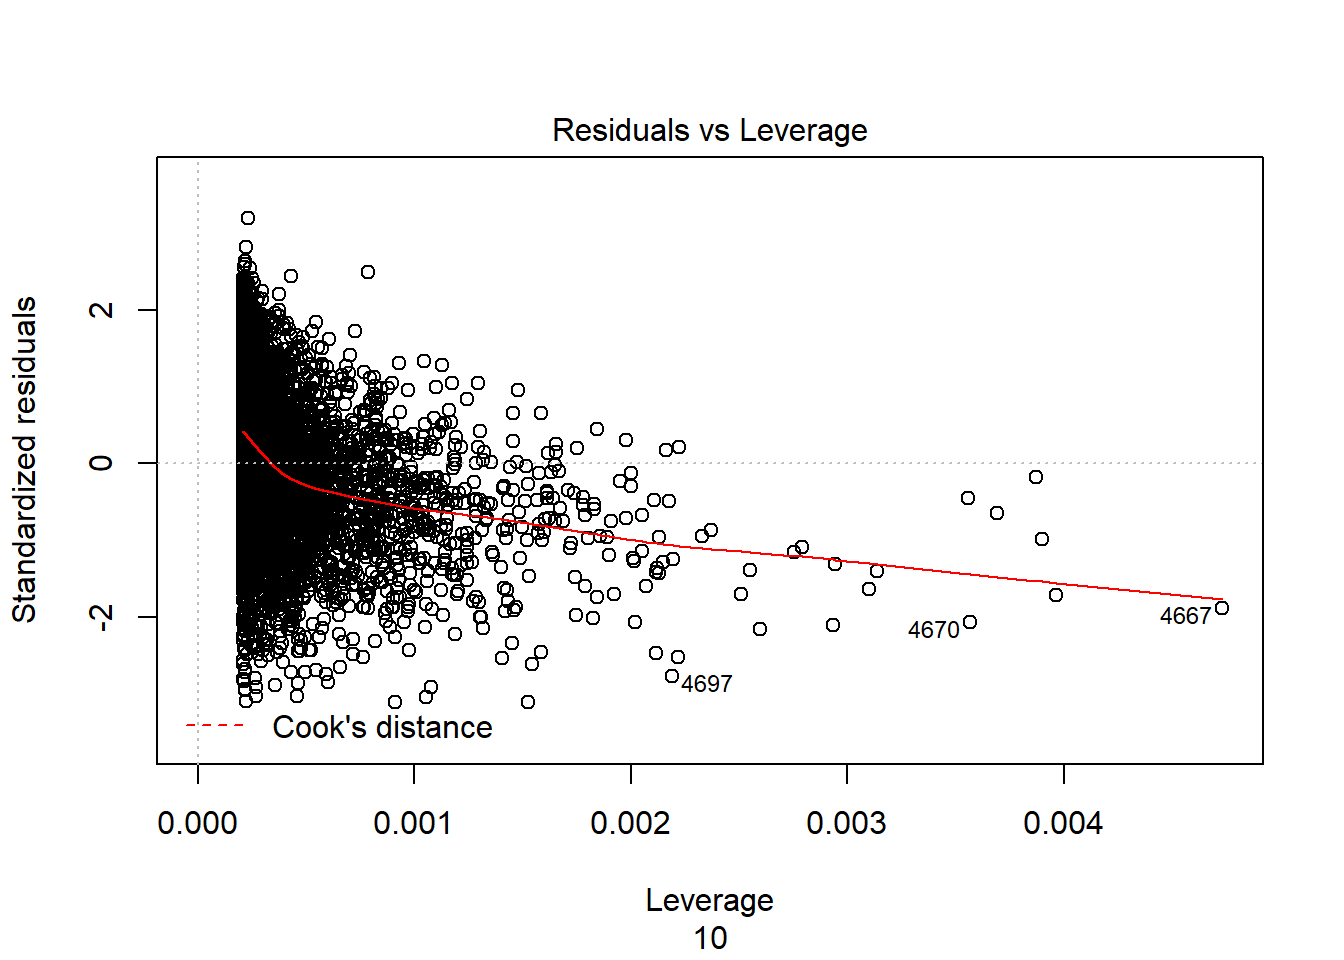 Residuals vs Leverage
Standardized residuals
2
0
-2
4670
4667
4697
Cook's distance
0.000 0.001 0.002 0.003 0.004
Leverage
10